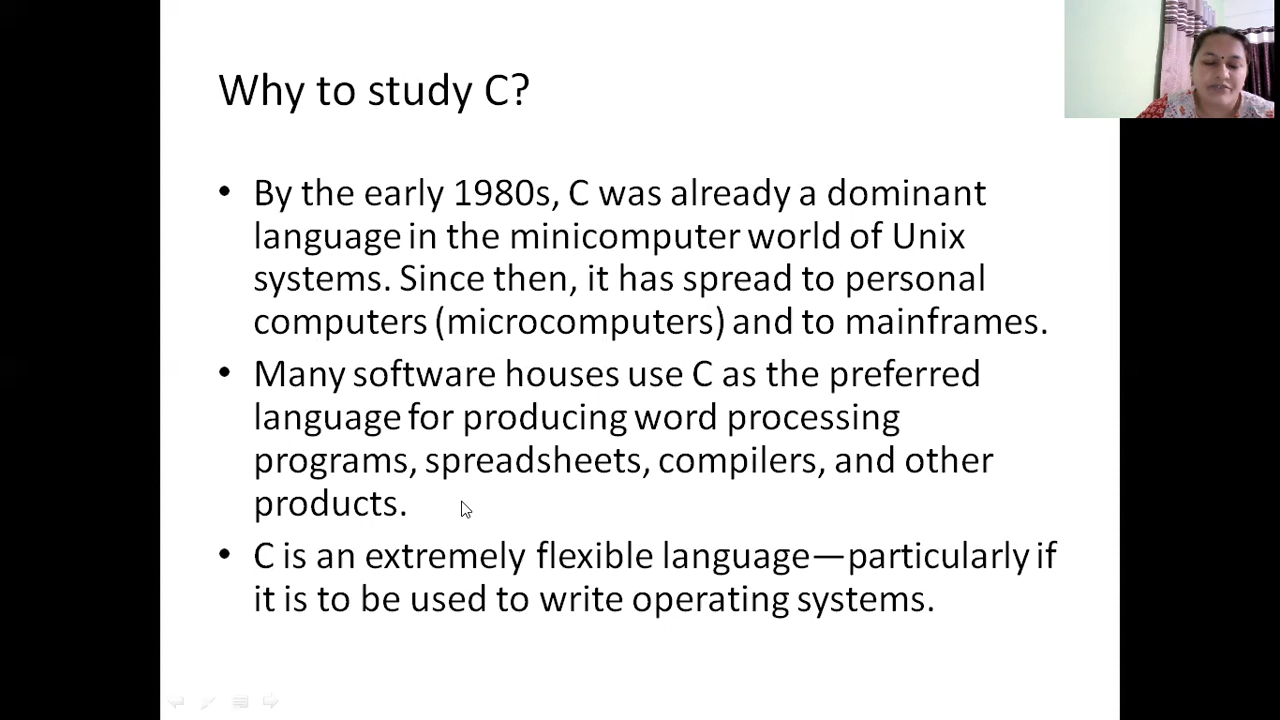 Why to study C?
• By the early 1980s, C was already a dominant
language in the minicomputer world of Unix
systems. Since then, it has spread to personal
computers (microcomputers) and to mainframes.
• Many software houses use C as the preferred
language for producing word processing
programs, spreadsheets, compilers, and other
products.
• C is an extremely flexible language—particularly if
it is to be used to write operating systems.